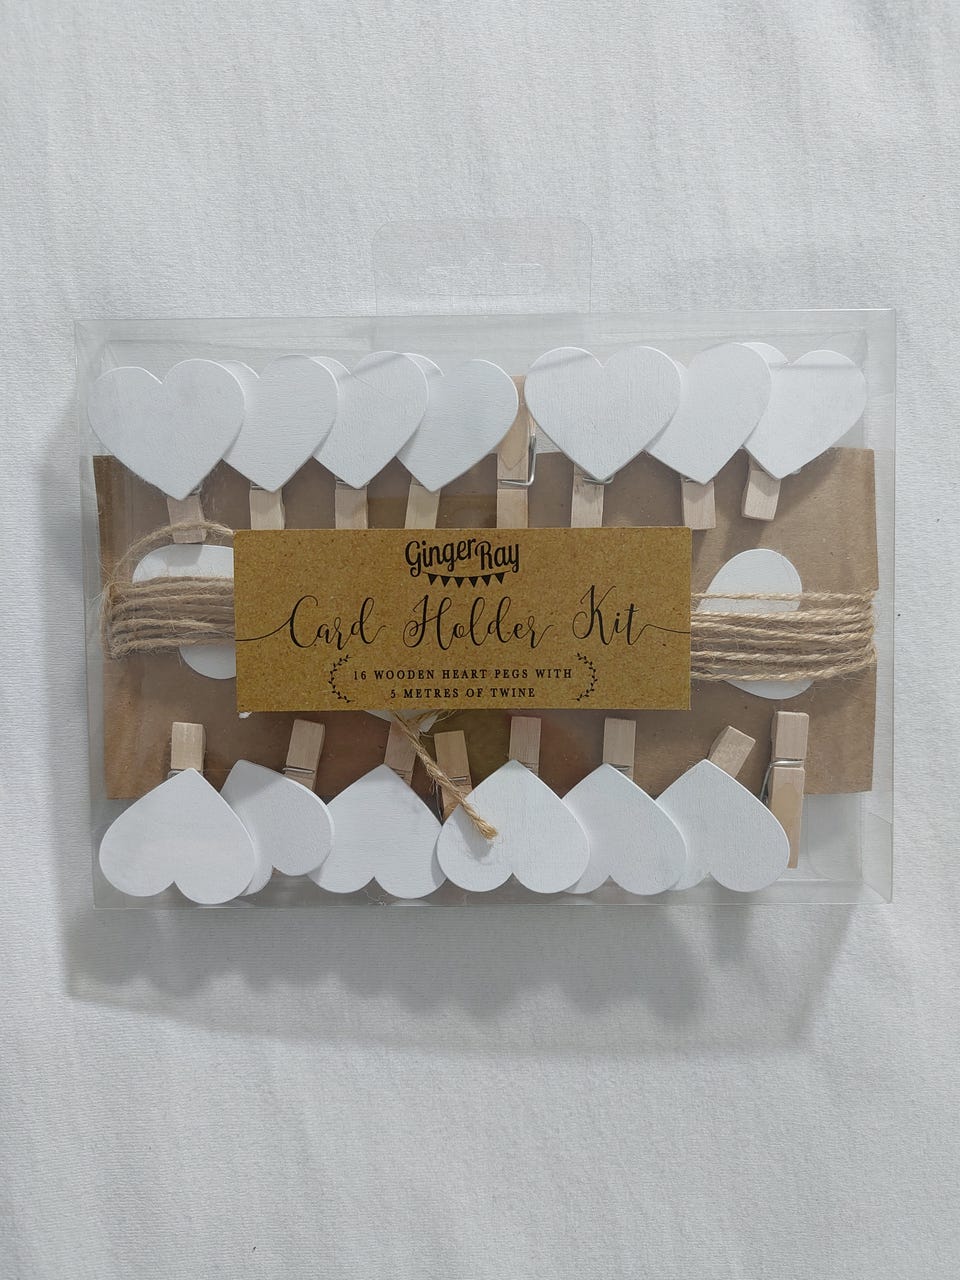 Ginger Ray
Card Holder Kit
16 WOODEN HEART PEGS WITH
5 METRES OF TWINE